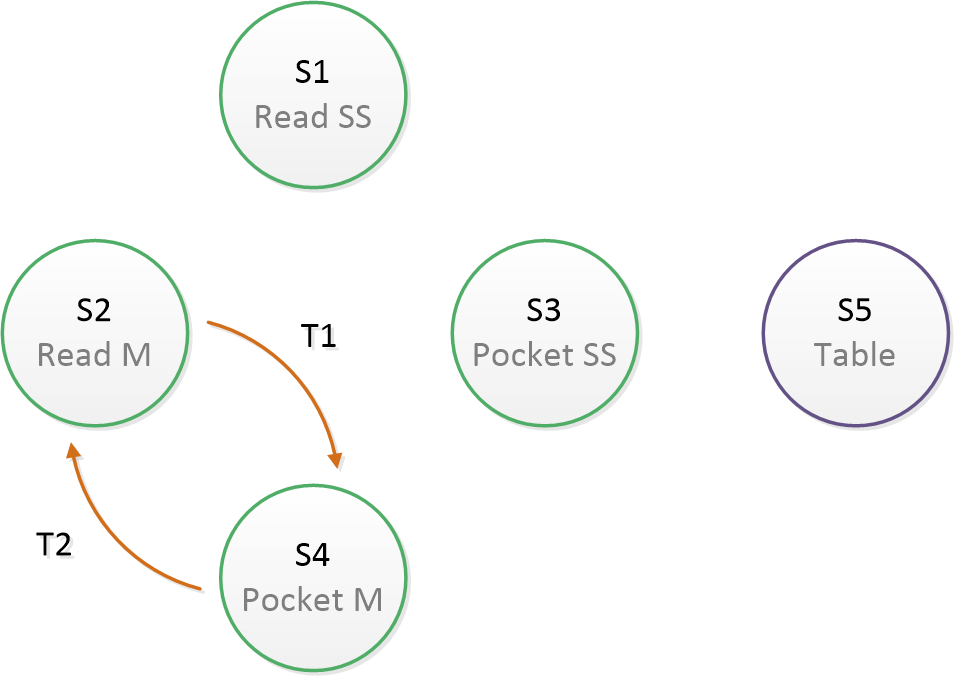 S1
Read SS
S2
Read M
T1
S3
Pocket SS
S5
Table
T2
S4
Pocket M